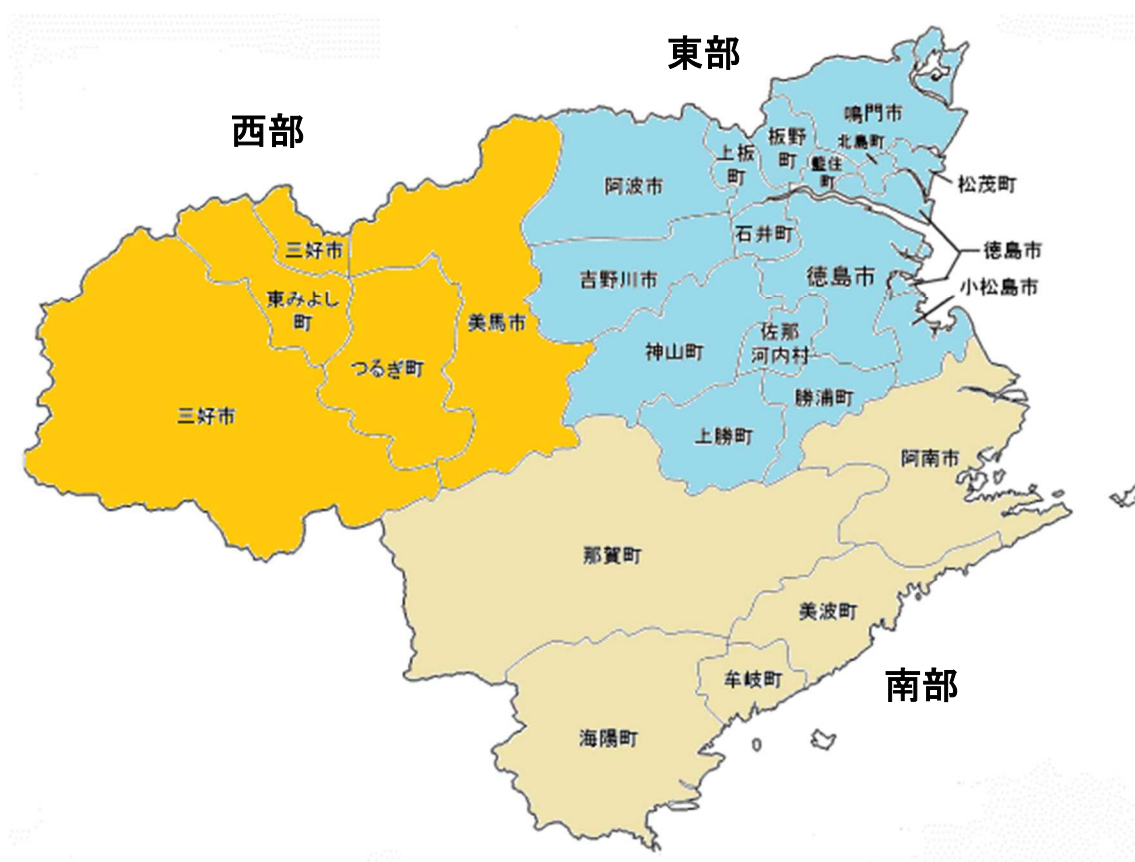 東部
西部
鳴門市
北島町
板野
町
上板
町
藍住
町
松茂町
阿波市
石井町
徳島市
三好市
吉野川市
徳島市
小松島市
東みよし
町
美馬市
佐那
河内村
神山町
つるぎ町
勝浦町
三好市
上勝町
阿南市
那賀町
美波町
牟岐町
南部
海陽町